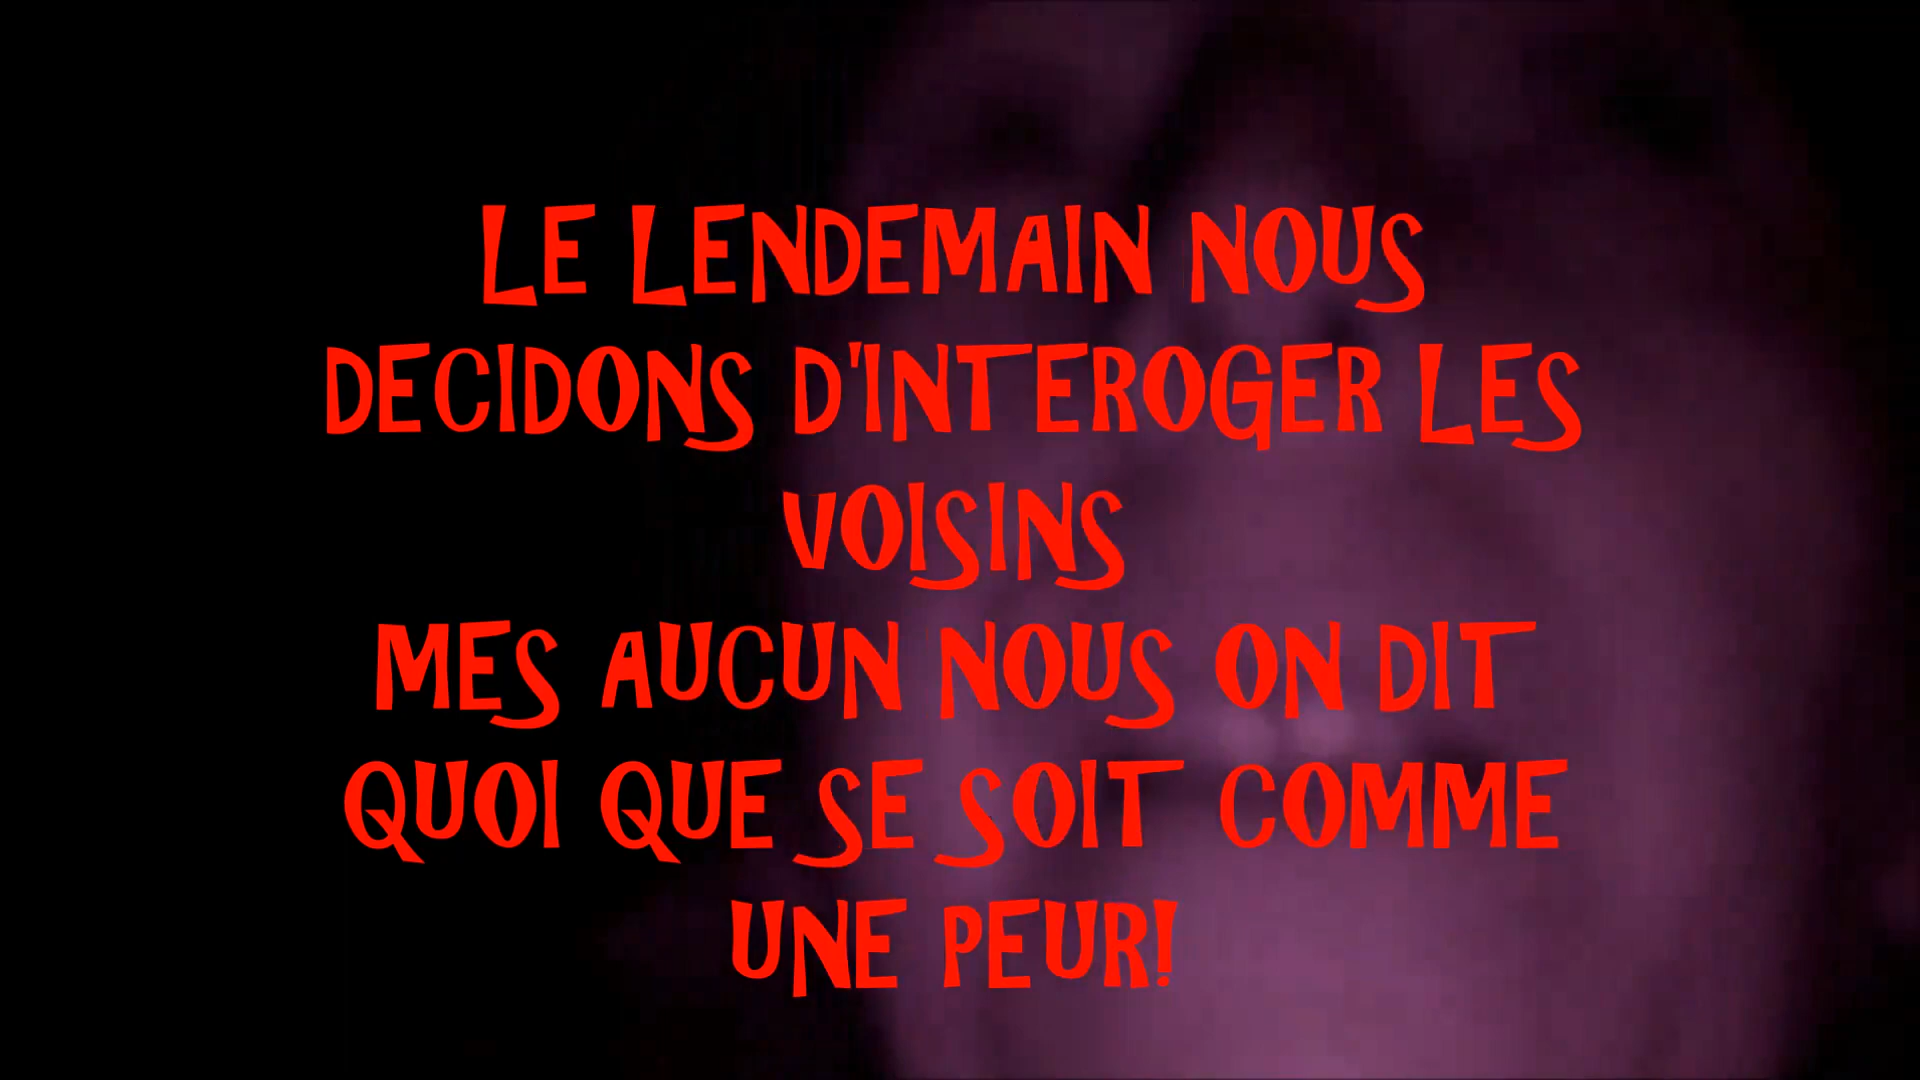 LE LENDEMAIN NOUS
DECIDONS D'INTEROGER LES
VOISINS
MES AUCUN NOUS ON DIT
QUOI QUE SE SOIT COMME
UNE PEUR!